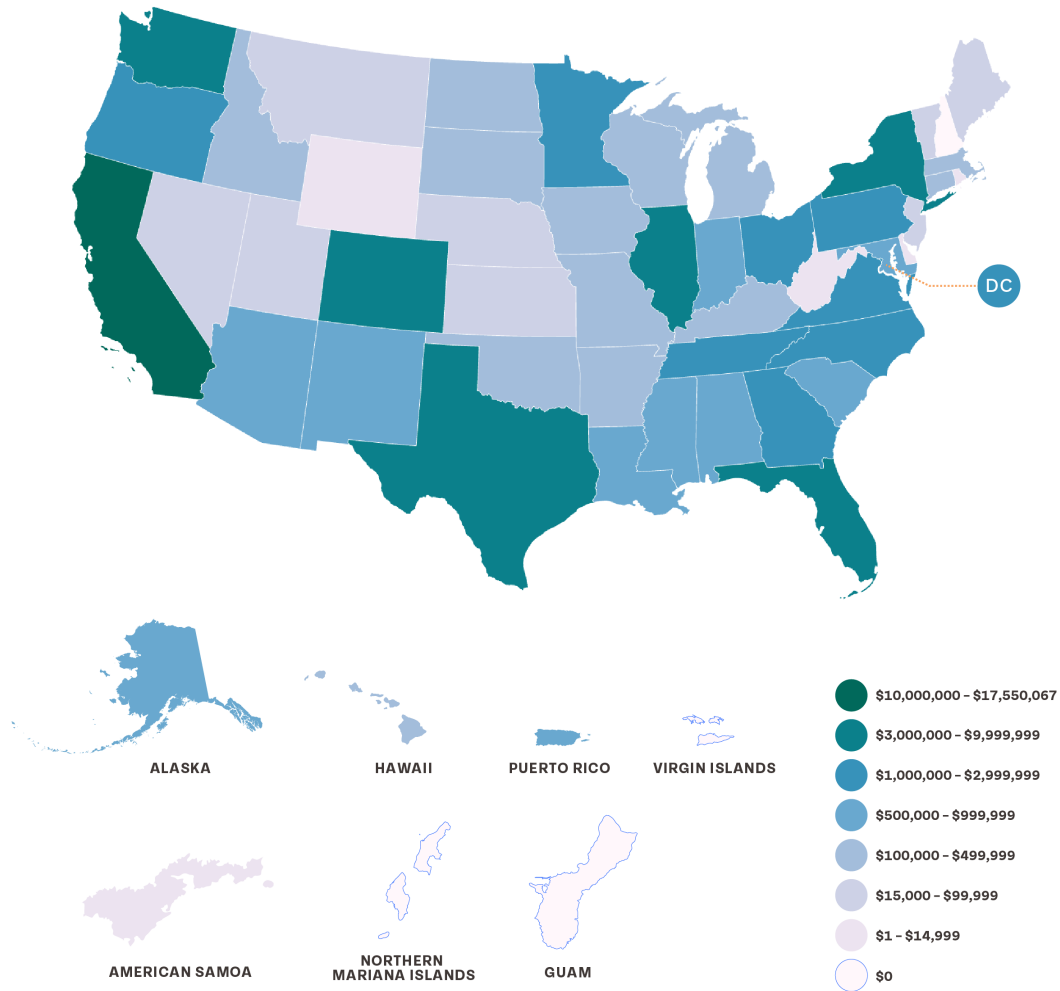 DC
$10,000,000 – $17,550,067
$3,000,000 – $9,999,999
$1,000,000 – $2,999,999
$500,000 – $999,999
$100,000 – $499,999
$15,000 – $99,999
$1 – $14,999
$0
ALASKA
HAWAII
PUERTO RICO
VIRGIN ISLANDS
AMERICAN SAMOA
NORTHERN
MARIANA ISLANDS
GUAM